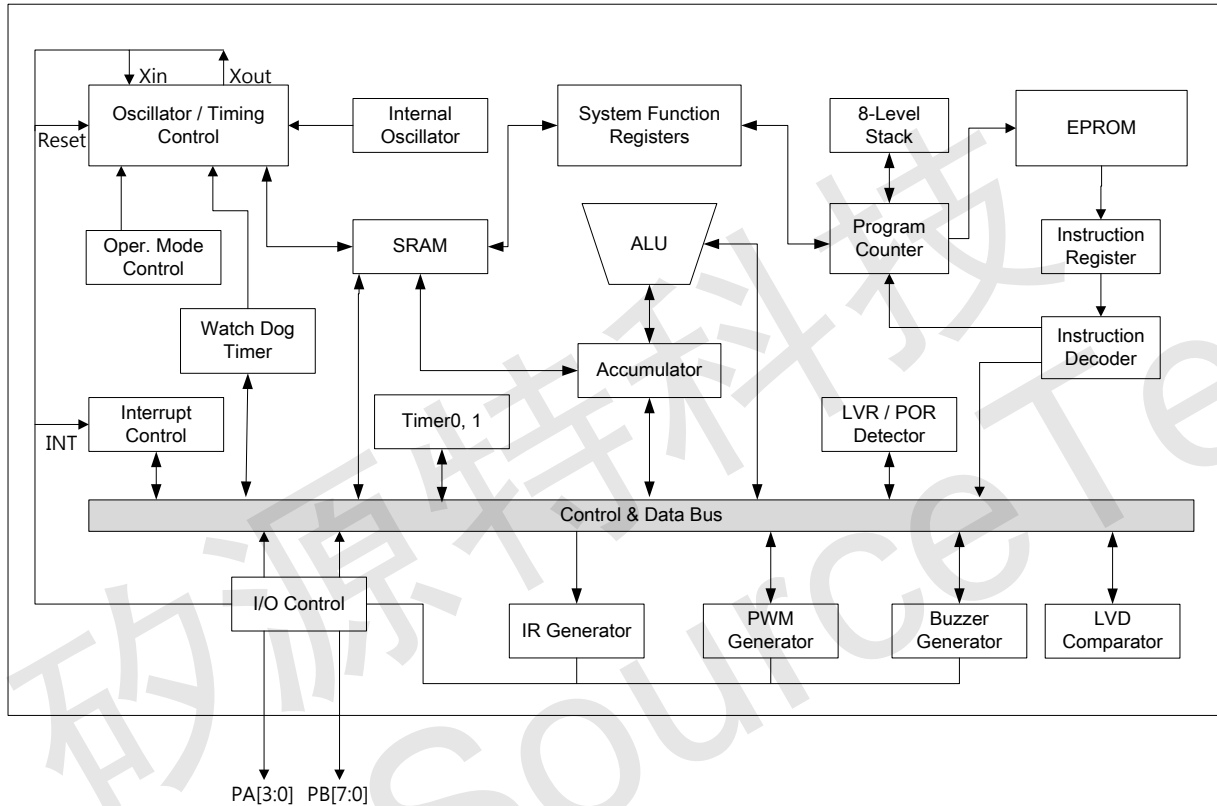 Xin
Xout
Oscillator / Timing
Control
Reset
Internal
Oscillator
System Function
Registers
8-Level
Stack
EPROM
Oper. Mode
Control
SRAM
ALU
Program
Counter
Instruction
Register
Watch Dog
Timer
Accumulator
Instruction
Decoder
Interrupt
Control
INT
Timer0, 1
LVR / POR
Detector
Control & Data Bus
I/O Control
IR Generator
PWM
Generator
Buzzer
Generator
LVD
Comparator
PA[3:0]
PB[7:0]
矽源特科技
SourceTe